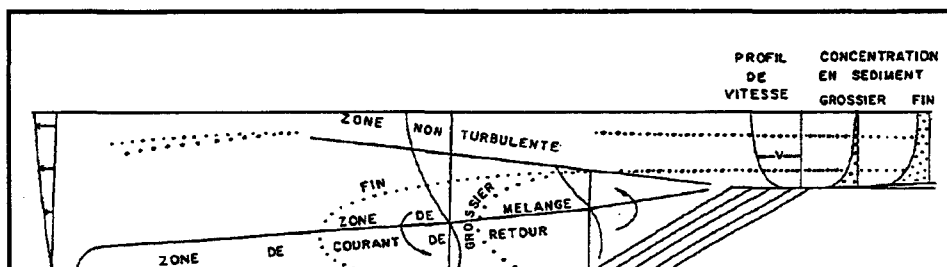 PROFIL
DE
VITESSE
CONCENTRATION
EN SEDIMENT
GROSSIER FIN
ZONE NON TURBULENTE
V
FIN
GROSSIER
ZONE DE MELANGE
ZONE DE COURANT DE RETOUR